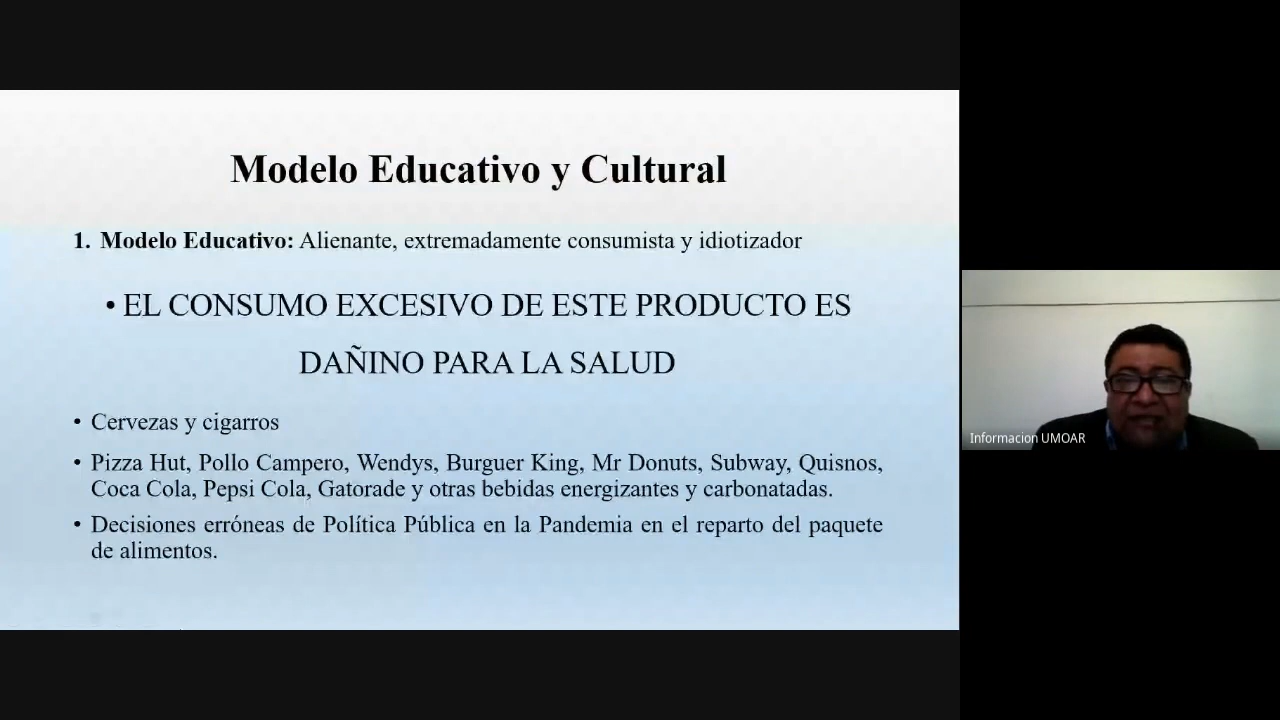 Modelo Educativo y Cultural
1. Modelo Educativo: Alienante, extremadamente consumista y idiotizador
• EL CONSUMO EXCESIVO DE ESTE PRODUCTO ES
DAÑINO PARA LA SALUD
• Cervezas y cigarros
• Pizza Hut, Pollo Campero, Wendys, Burguer King, Mr Donuts, Subway, Quisnos,
Coca Cola, Pepsi Cola, Gatorade y otras bebidas energizantes y carbonatadas.
• Decisiones erróneas de Política Pública en la Pandemia en el reparto del paquete
de alimentos.
Informacion UMOAR